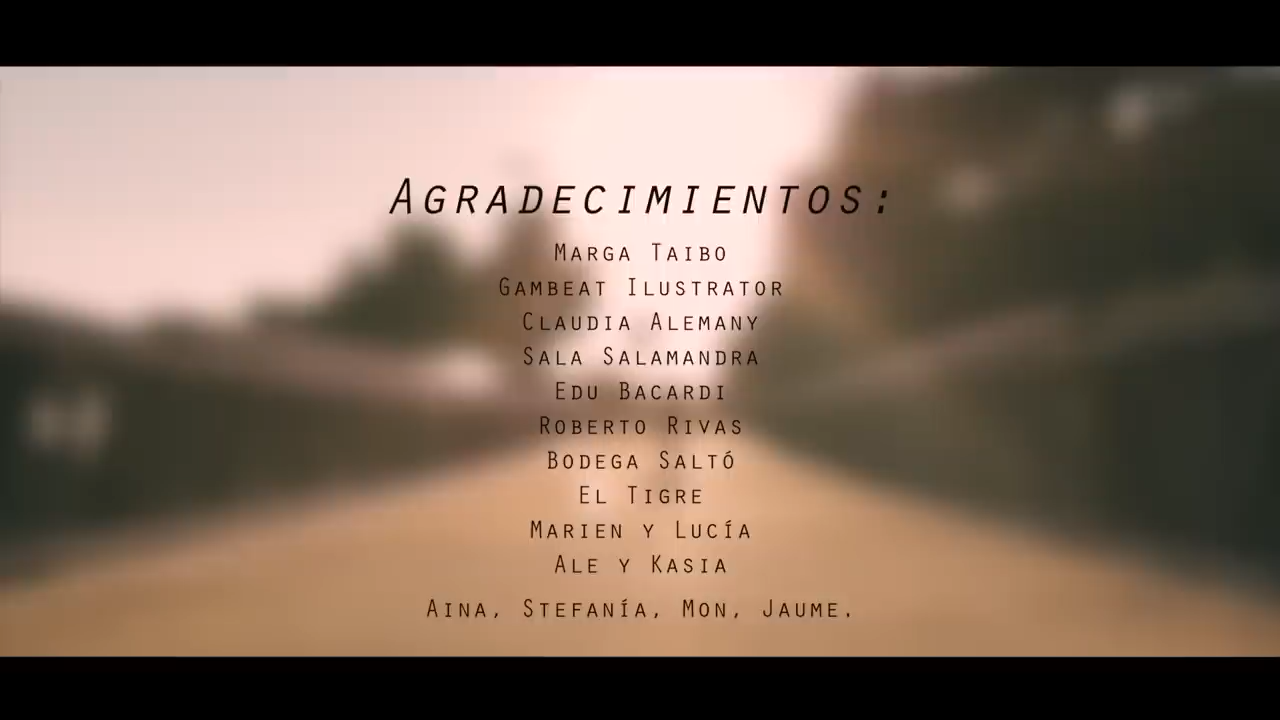 Agradecimientos:
Marga Taibo
Gambeat Ilustrator
Claudia Alemany
Sala Salamandra
Edu Bacardi
Roberto Rivas
Bodega Saltó
El Tigre
Marien y Lucía
Ale y Kasia
Aina, Stefanía, Mon, Jaume.